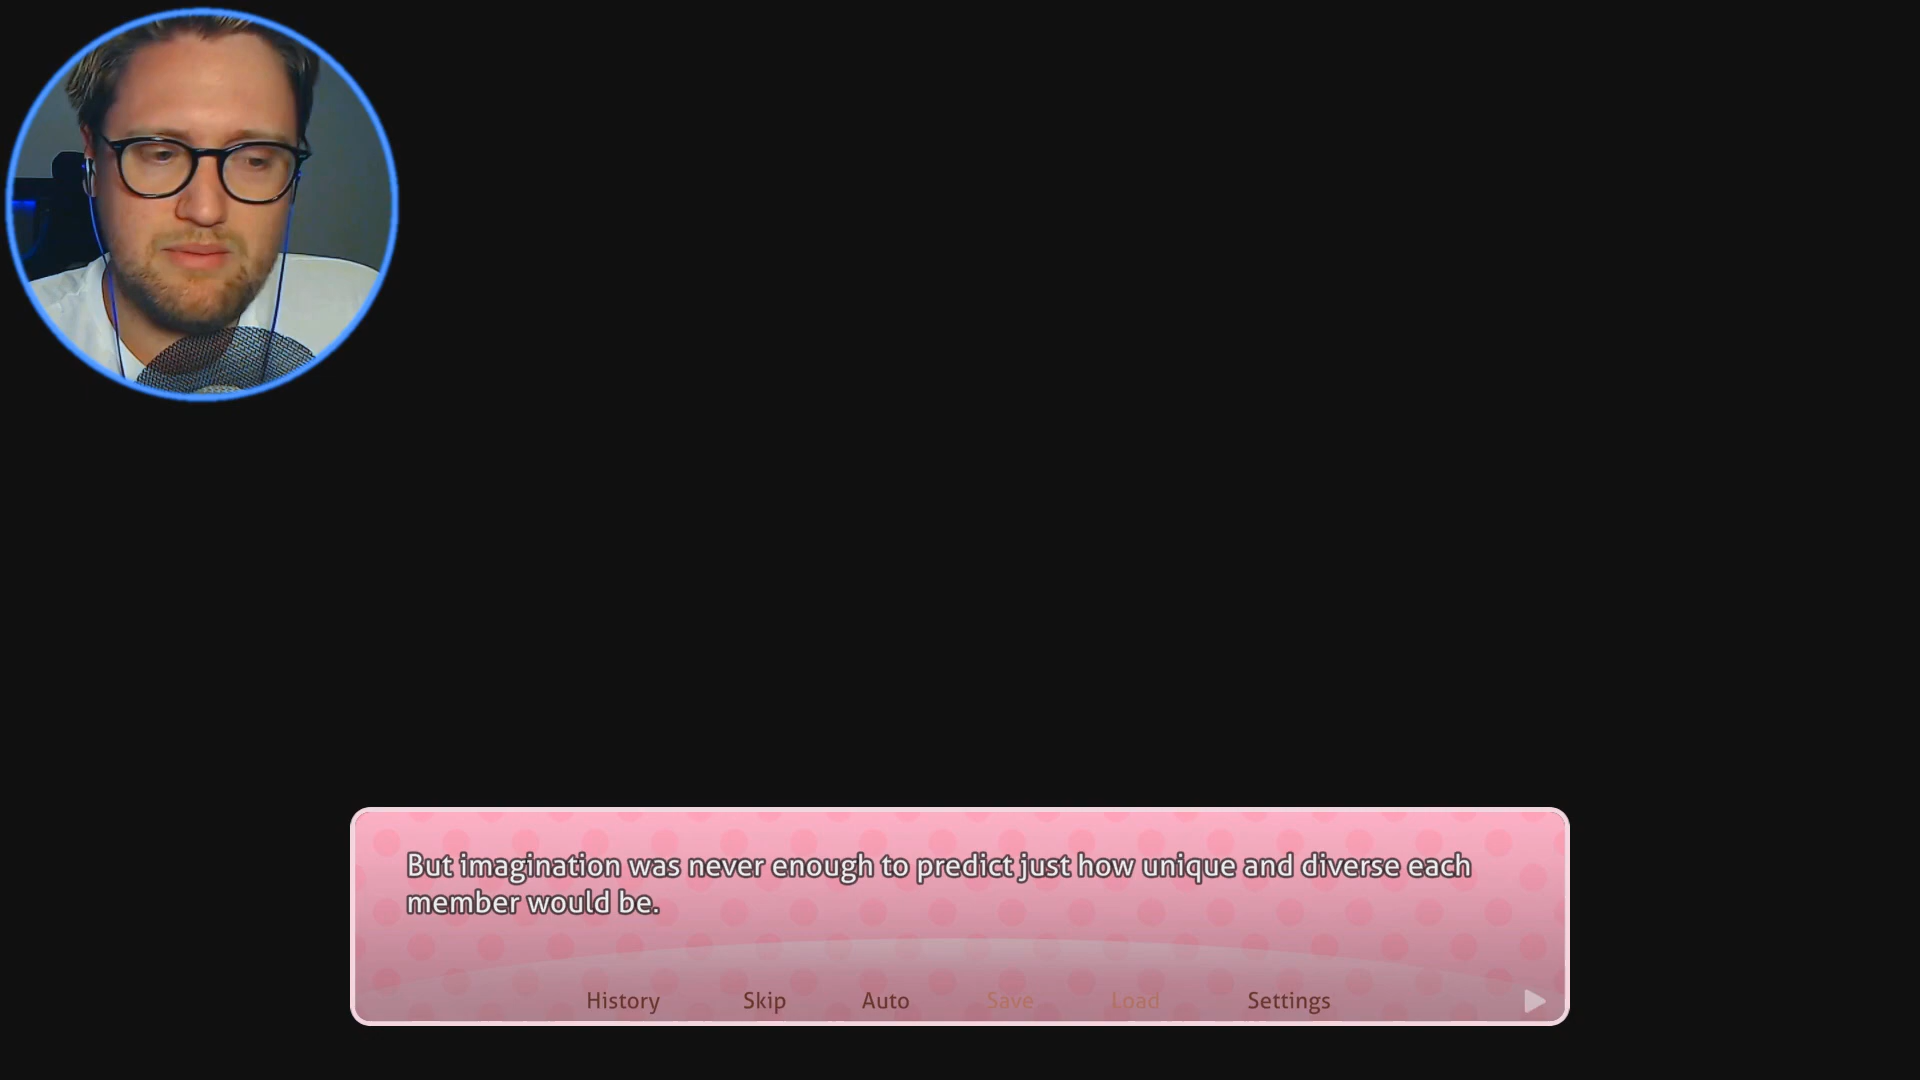 But imagination was never enough to predict just how unique and diverse each
member would be.
History Skip Auto Save Load Settings